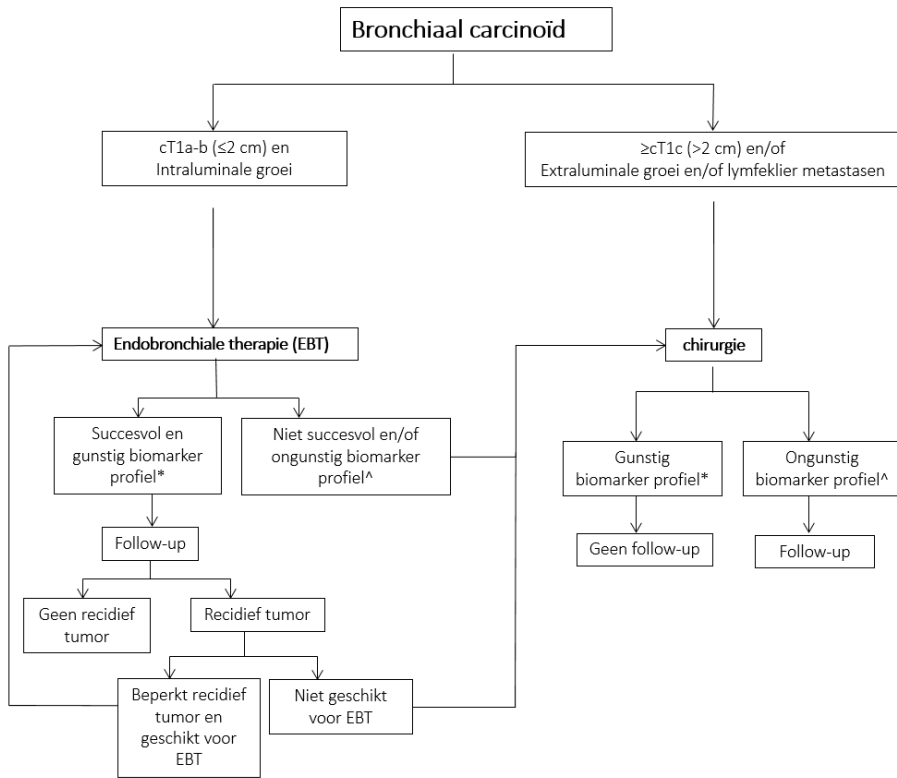 Bronchiaal carcinoïd
cT1a-b (≤2 cm) en
Intraluminale groei
≥cT1c (>2 cm) en/of
Extraluminale groei en/of lymfeklier metastasen
Endobronchiale therapie (EBT)
chirurgie
Succesvol en
gunstig biomarker
profiel*
Niet succesvol en/of
ongunstig biomarker
profiel^
Gunstig
biomarker profiel*
Ongunstig
biomarker profiel^
Follow-up
Geen follow-up
Follow-up
Geen recidief
tumor
Recidief tumor
Beperkt recidief
tumor en
geschikt voor
EBT
Niet geschikt
voor EBT